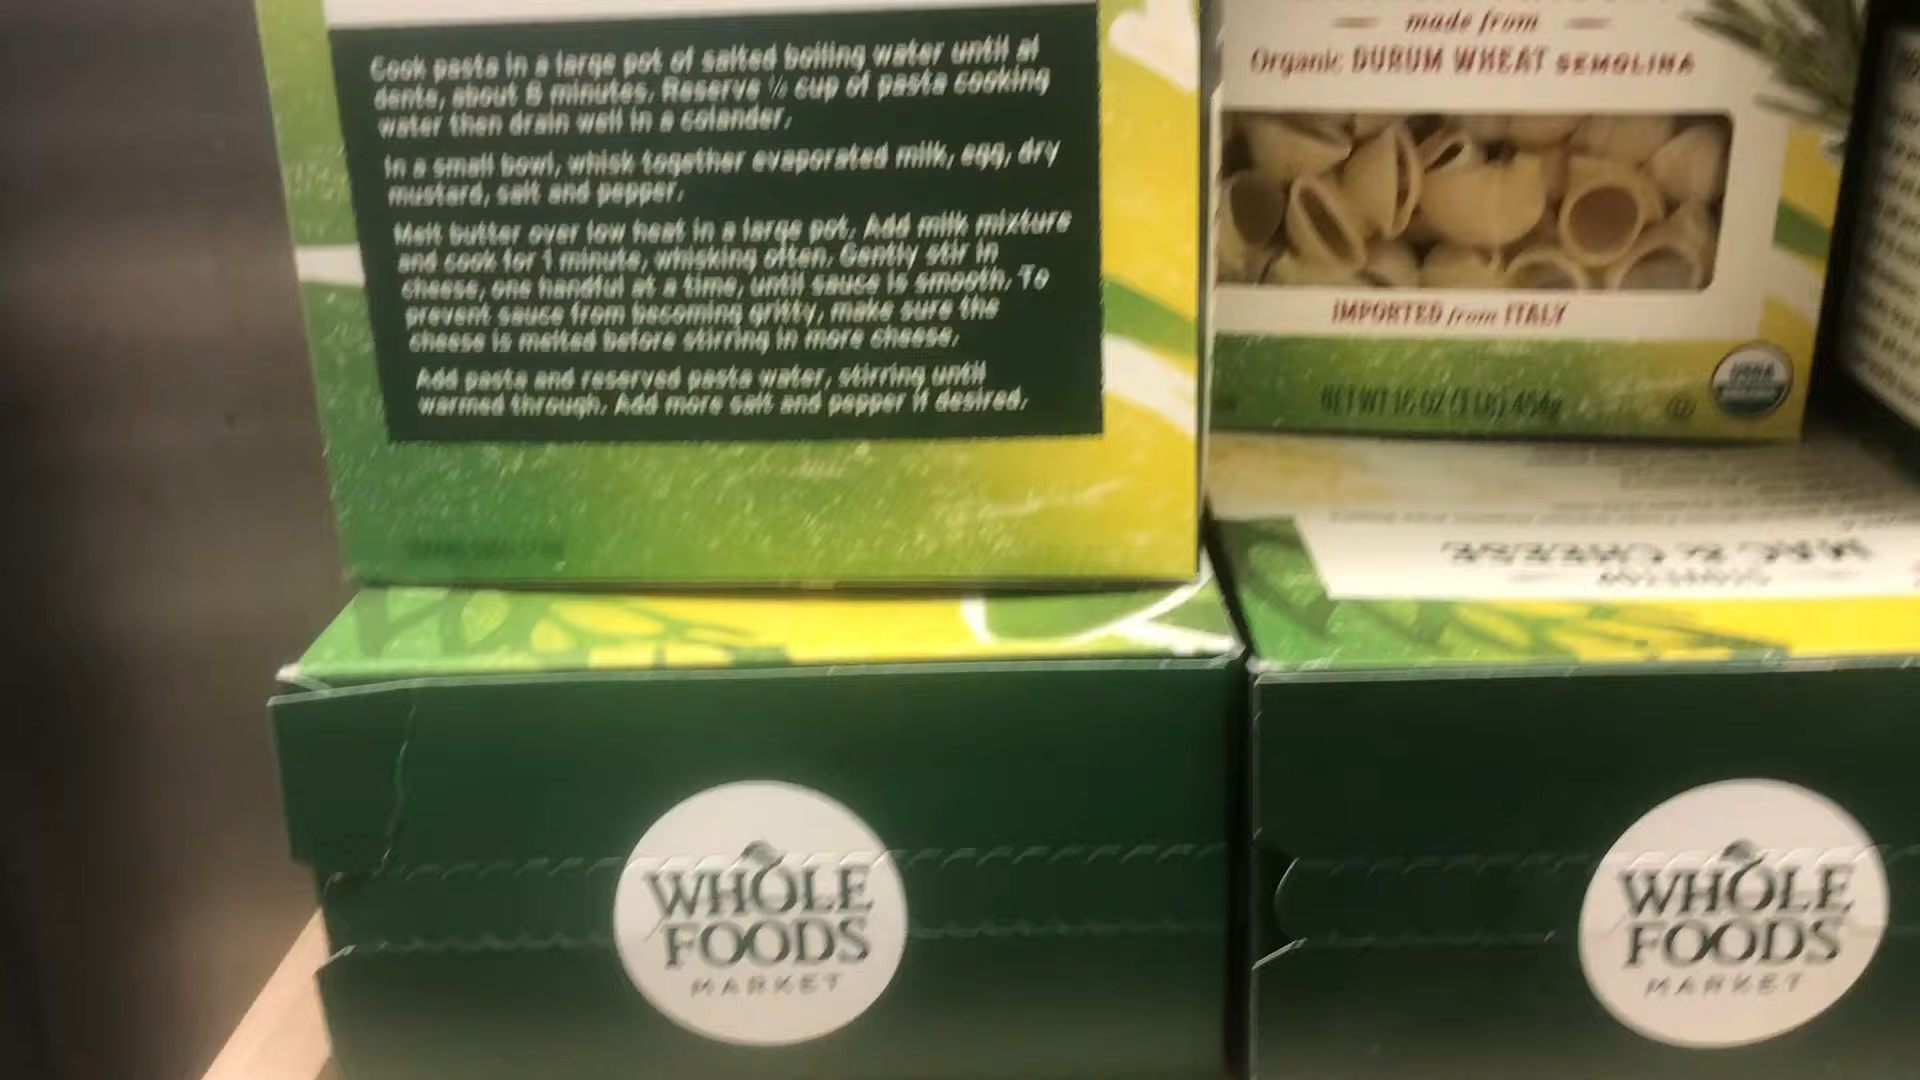 Cook pasta in a large pot of salted boiling water until al
dente, about 8 minutes. Reserve ½ cup of pasta cooking
water then drain well in a colander.
In a small bowl, whisk together evaporated milk, egg, dry
mustard, salt and pepper.
Melt butter over low heat in a large pot. Add milk mixture
and cook for 1 minute, whisking often. Gently stir in
cheese, one handful at a time, until sauce is smooth. To
prevent sauce from becoming gritty, make sure the
cheese is melted before stirring in more cheese.
Add pasta and reserved pasta water, stirring until
warmed through. Add more salt and pepper if desired.
made from
Organic DURUM WHEAT SEMOLINA
IMPORTED from ITALY
NET WT 16 OZ (1 LB) 454g
USDA
STOVETOP
MAC & CHEESE
WHOLE
FOODS
MARKET
WHOLE
FOODS
MARKET